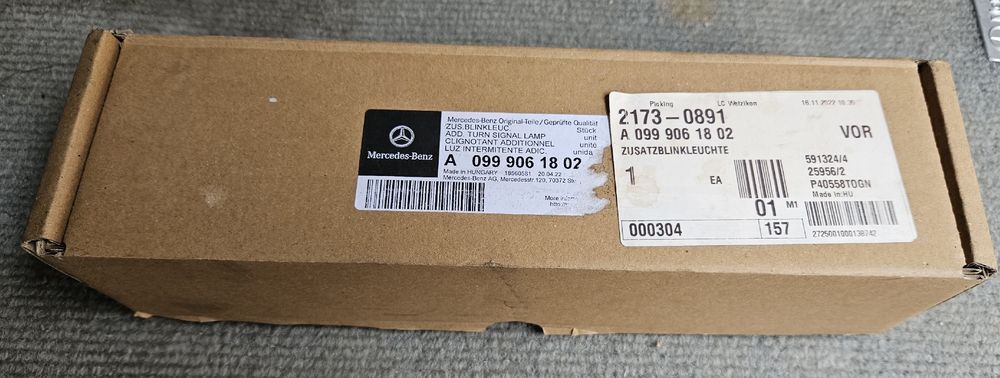 Mercedes-Benz
Mercedes-Benz Original-Teile/Geprüfte Qualität
ZUS.BLINKLEUC. Stück
ADD. TURN SIGNAL LAMP unit
CLIGNOTANT ADDITIONNEL unité
LUZ INTERMITENTE ADIC. unida
A 099 906 18 02
Made in HUNGARY 18560581 20.04.22
Mercedes-Benz AG, Mercedesstr.120, 70372
More
http:/
Picking LC Wetzikon 16.11.2022
2173-0891
A 099 906 18 02 VOR
ZUSATZBLINKLEUCHTE
1 EA
591324/4
25956/2
P40558TOGN
Made in:HU
01 M1
000304 157
2725001000138742